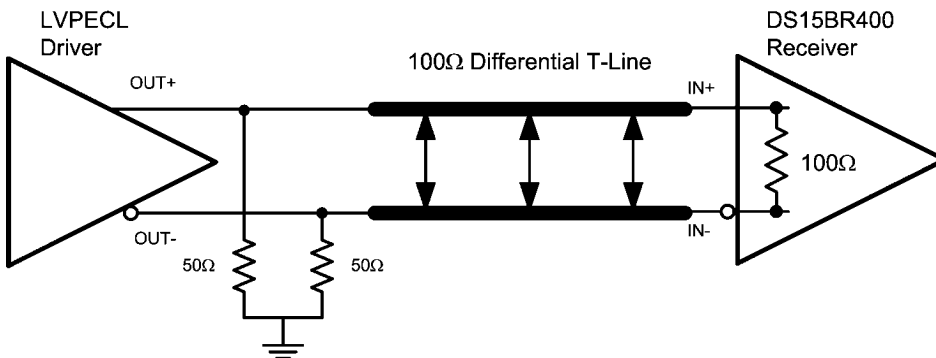 LVPECL
Driver
OUT+
100Ω Differential T-Line
IN+
DS15BR400
Receiver
100Ω
OUT-
IN-
50Ω
50Ω